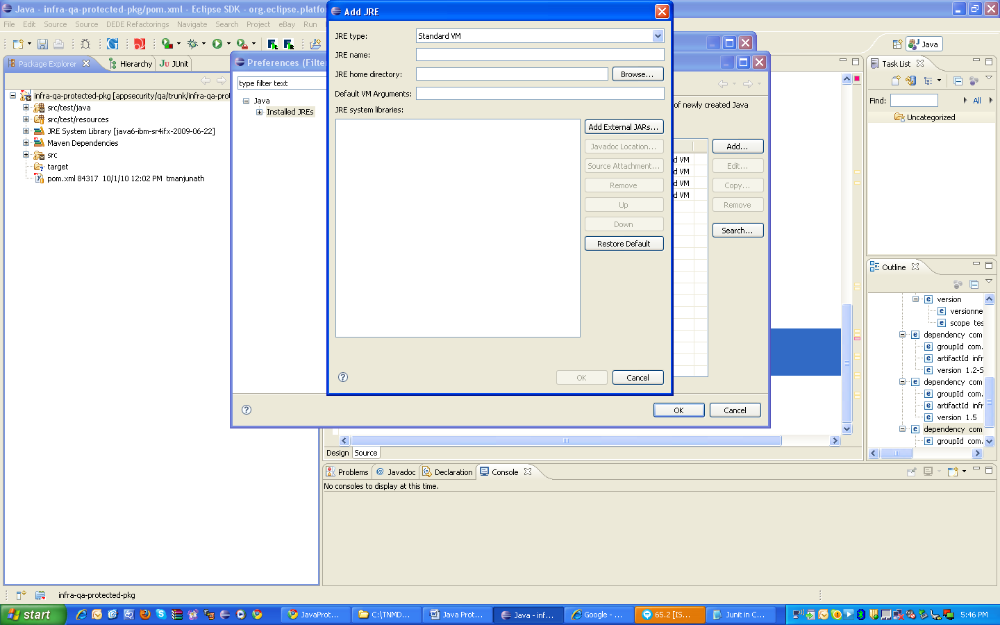 Java - infra-qa-protected-pkg/pom.xml - Eclipse SDK - org.eclipse.platfo
File Edit Source Source DEDE Refactorings Navigate Search Project eBay Run
Java
Package Explorer
Hierarchy
JUnit
infra-qa-protected-pkg [appsecurity/qa/trunk/infra-qa-pro
src/test/java
src/test/resources
JRE System Library [java6-ibm-sr4ifx-2009-06-22]
Maven Dependencies
src
target
pom.xml 84317 10/1/10 12:02 PM tmanjunath
Preferences (Filter
type filter text
Java
Installed JREs
of newly created Java
d VM
d VM
d VM
d VM
Add...
Edit...
Copy...
Remove
Search...
OK
Cancel
Add JRE
JRE type:
Standard VM
JRE name:
JRE home directory:
Browse...
Default VM Arguments:
JRE system libraries:
Add External JARs...
Javadoc Location...
Source Attachment...
Remove
Up
Down
Restore Default
OK
Cancel
Task List
Find:
All
Uncategorized
Outline
version
versionne
scope tes
dependency com
groupId com.
artifactId infr
version 1.2-S
dependency com
groupId com.
artifactId infr
version 1.5
dependency com
groupId com.
Design
Source
Problems
Javadoc
Declaration
Console
No consoles to display at this time.
infra-qa-protected-pkg
start
JavaProt...
C:\TNMD...
Java Prot...
Java - inf...
Google - ...
65.2 [IS...
Junit in C...
5:46 PM